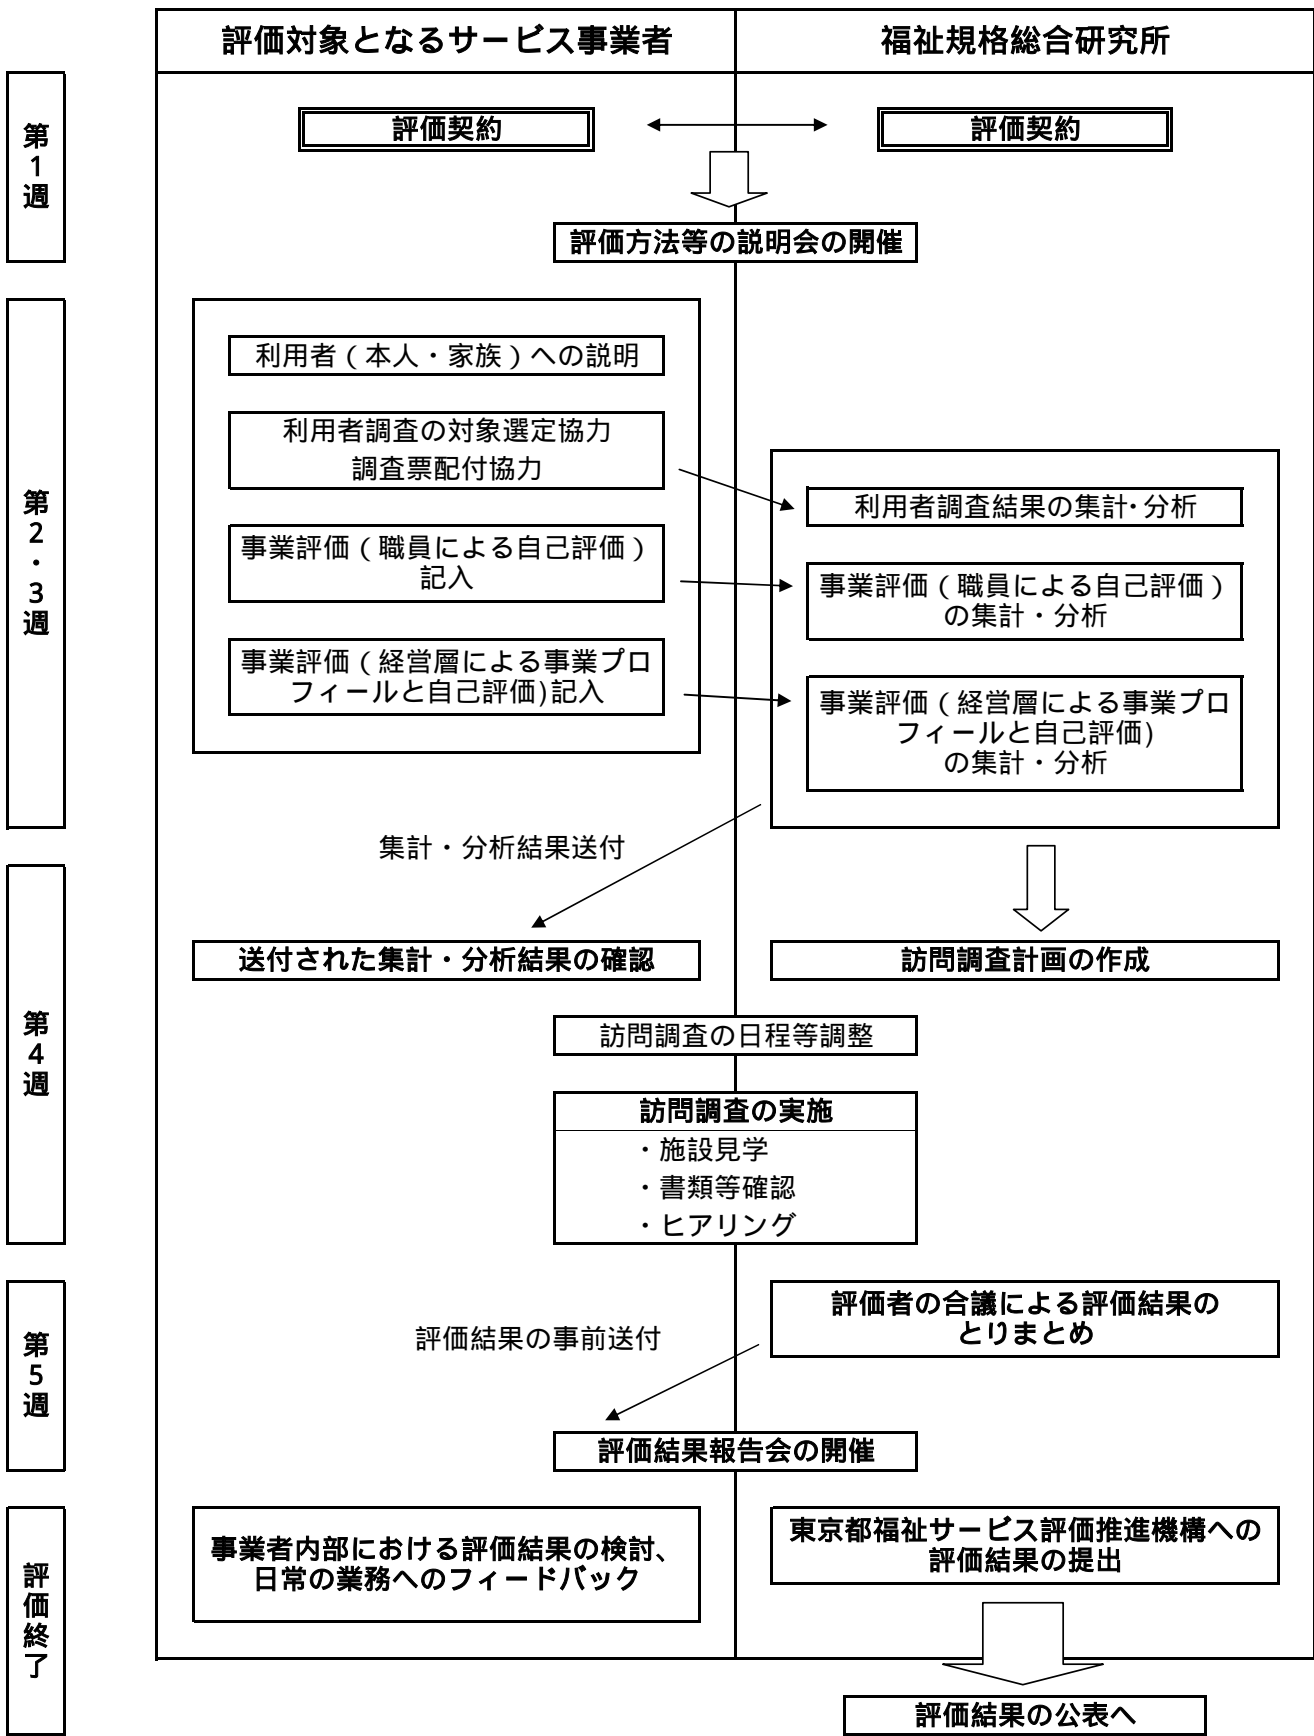 評価対象となるサービス事業者
福祉規格総合研究所
第1週
評価契約
評価契約
評価方法等の説明会の開催
第2・3週
利用者（本人・家族）への説明
利用者調査の対象選定協力
調査票配付協力
事業評価（職員による自己評価）
記入
事業評価（経営層による事業プロ
フィールと自己評価)記入
利用者調査結果の集計・分析
事業評価（職員による自己評価）
の集計・分析
事業評価（経営層による事業プロ
フィールと自己評価)
の集計・分析
集計・分析結果送付
第4週
送付された集計・分析結果の確認
訪問調査計画の作成
訪問調査の日程等調整
訪問調査の実施
・施設見学
・書類等確認
・ヒアリング
第5週
評価者の合議による評価結果の
とりまとめ
評価結果の事前送付
評価結果報告会の開催
評価終了
事業者内部における評価結果の検討、
日常の業務へのフィードバック
東京都福祉サービス評価推進機構への
評価結果の提出
評価結果の公表へ